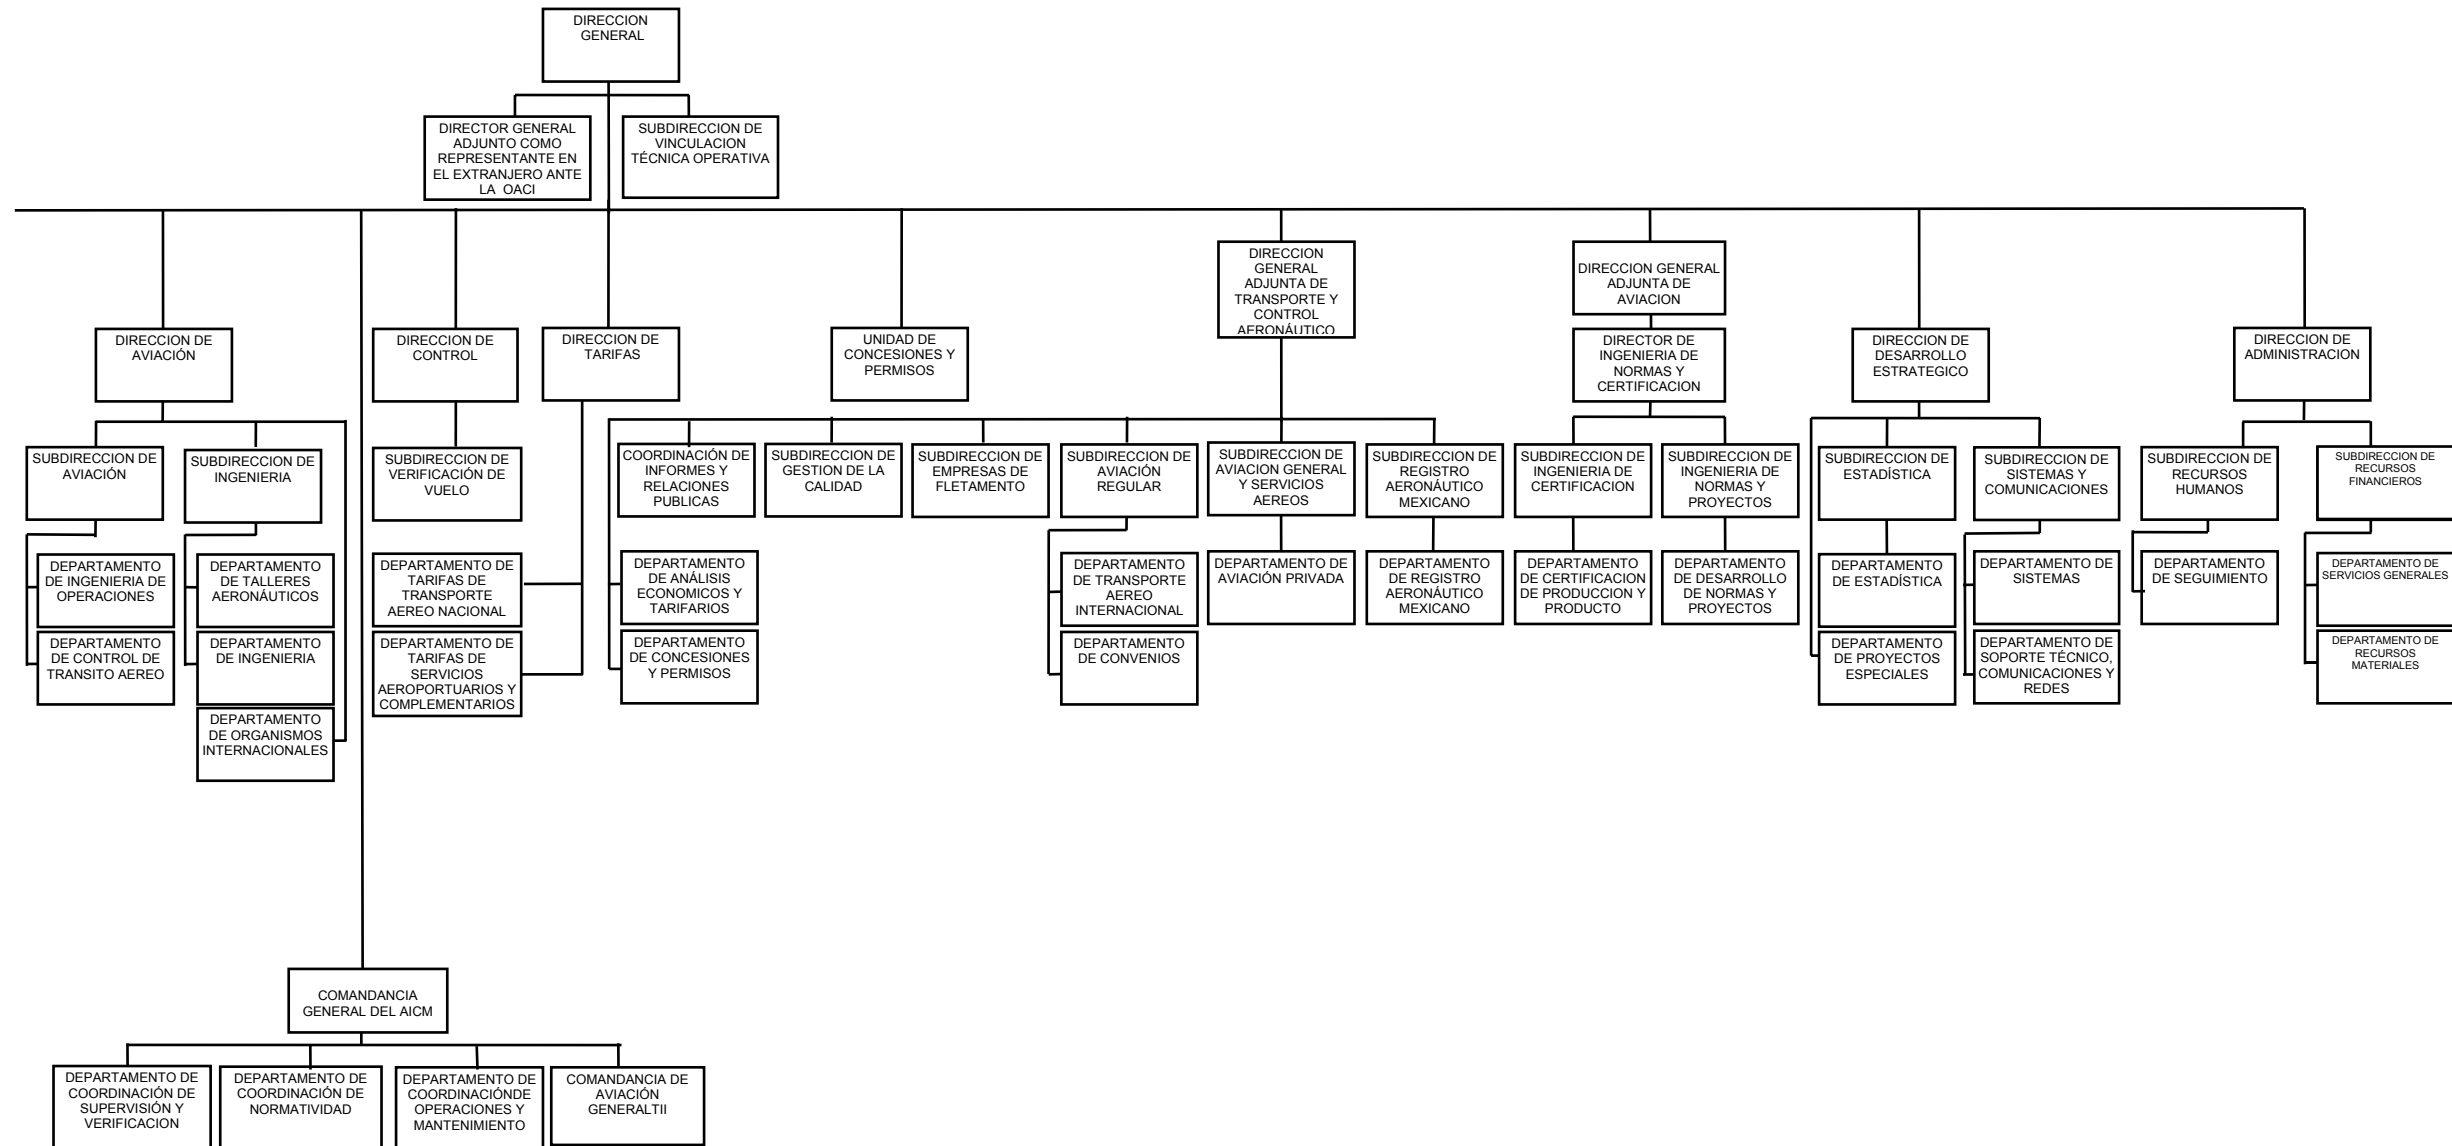 DIRECCION
GENERAL
DIRECTOR GENERAL
ADJUNTO COMO
REPRESENTANTE EN
EL EXTRANJERO ANTE
LA OACI
SUBDIRECCION DE
VINCULACION
TÉCNICA OPERATIVA
DIRECCION
GENERAL
ADJUNTA DE
TRANSPORTE Y
CONTROL
AERONÁUTICO
DIRECCION GENERAL
ADJUNTA DE
AVIACION
DIRECCION DE
AVIACIÓN
DIRECCION DE
CONTROL
DIRECCION DE
TARIFAS
UNIDAD DE
CONCESIONES Y
PERMISOS
DIRECTOR DE
INGENIERIA DE
NORMAS Y
CERTIFICACION
DIRECCION DE
DESARROLLO
ESTRATEGICO
DIRECCION DE
ADMINISTRACION
SUBDIRECCION DE
AVIACIÓN
SUBDIRECCION DE
INGENIERIA
SUBDIRECCION DE
VERIFICACIÓN DE
VUELO
COORDINACIÓN DE
INFORMES Y
RELACIONES
PUBLICAS
SUBDIRECCION DE
GESTION DE LA
CALIDAD
SUBDIRECCION DE
EMPRESAS DE
FLETAMENTO
SUBDIRECCION DE
AVIACIÓN
REGULAR
SUBDIRECCION DE
AVIACION GENERAL
Y SERVICIOS
AEREOS
SUBDIRECCION DE
REGISTRO
AERONÁUTICO
MEXICANO
SUBDIRECCION DE
INGENIERIA DE
CERTIFICACION
SUBDIRECCION DE
INGENIERIA DE
NORMAS Y
PROYECTOS
SUBDIRECCION DE
ESTADÍSTICA
SUBDIRECCION DE
SISTEMAS Y
COMUNICACIONES
SUBDIRECCION DE
RECURSOS
HUMANOS
SUBDIRECCION DE
RECURSOS
FINANCIEROS
DEPARTAMENTO
DE INGENIERIA DE
OPERACIONES
DEPARTAMENTO
DE TALLERES
AERONÁUTICOS
DEPARTAMENTO DE
TARIFAS DE
TRANSPORTE
AEREO NACIONAL
DEPARTAMENTO
DE ANÁLISIS
ECONOMICOS Y
TARIFARIOS
DEPARTAMENTO
DE TRANSPORTE
AEREO
INTERNACIONAL
DEPARTAMENTO DE
AVIACIÓN PRIVADA
DEPARTAMENTO
DE REGISTRO
AERONÁUTICO
MEXICANO
DEPARTAMENTO
DE CERTIFICACION
DE PRODUCCION Y
PRODUCTO
DEPARTAMENTO
DE DESARROLLO
DE NORMAS Y
PROYECTOS
DEPARTAMENTO
DE ESTADÍSTICA
DEPARTAMENTO DE
SISTEMAS
DEPARTAMENTO
DE SEGUIMIENTO
DEPARTAMENTO DE
SERVICIOS GENERALES
DEPARTAMENTO
DE CONTROL DE
TRANSITO AEREO
DEPARTAMENTO
DE INGENIERIA
DEPARTAMENTO DE
TARIFAS DE
SERVICIOS
AEROPORTUARIOS Y
COMPLEMENTARIOS
DEPARTAMENTO
DE CONCESIONES
Y PERMISOS
DEPARTAMENTO
DE CONVENIOS
DEPARTAMENTO
DE PROYECTOS
ESPECIALES
DEPARTAMENTO DE
SOPORTE TÉCNICO,
COMUNICACIONES Y
REDES
DEPARTAMENTO DE
RECURSOS
MATERIALES
DEPARTAMENTO
DE ORGANISMOS
INTERNACIONALES
COMANDANCIA
GENERAL DEL AICM
DEPARTAMENTO DE
COORDINACIÓN DE
SUPERVISIÓN Y
VERIFICACION
DEPARTAMENTO DE
COORDINACIÓN DE
NORMATIVIDAD
DEPARTAMENTO DE
COORDINACIÓNDE
OPERACIONES Y
MANTENIMIENTO
COMANDANCIA DE
AVIACIÓN
GENERALTII